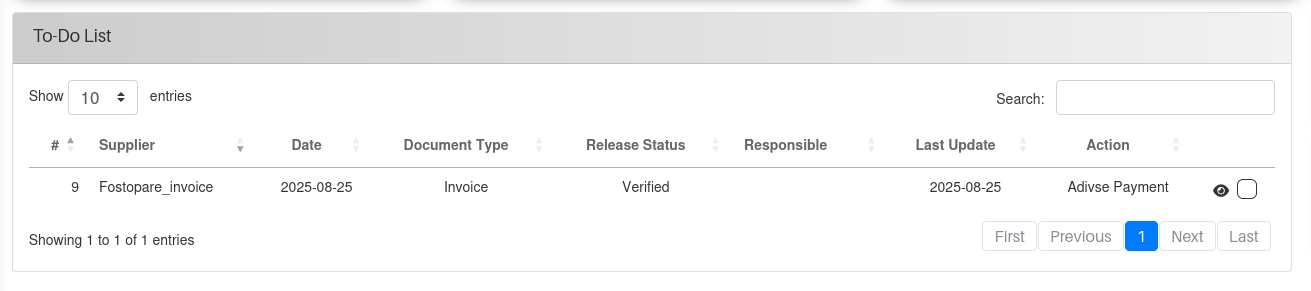 To-Do List
Show 10 entries Search:
# Supplier Date Document Type Release Status Responsible Last Update Action
9 Fostopare_invoice 2025-08-25 Invoice Verified 2025-08-25 Adivse Payment
Showing 1 to 1 of 1 entries First Previous 1 Next Last